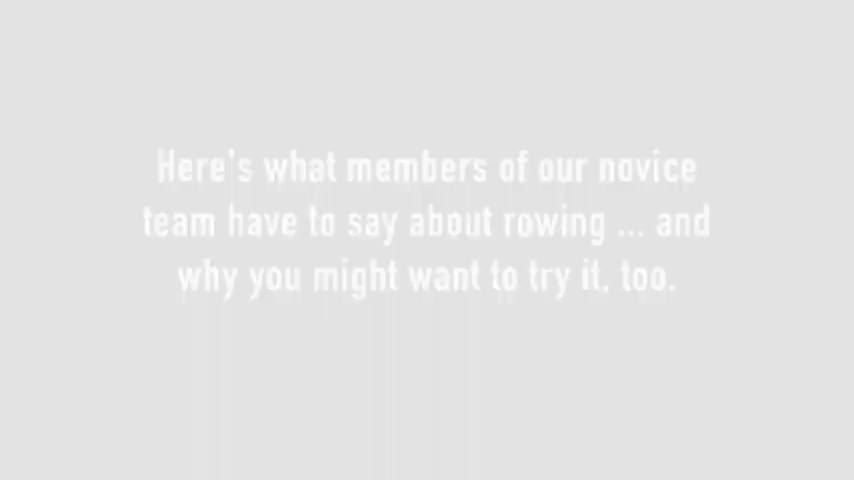 Here's what members of our novice
team have to say about rowing ... and
why you might want to try it, too.